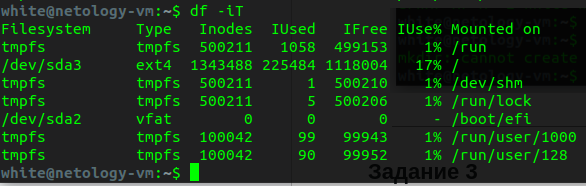 white@netology-vm:~$ df -iT
Filesystem     Type   Inodes  IUsed   IFree IUse% Mounted on
tmpfs          tmpfs  500211   1058  499153    1% /run
/dev/sda3      ext4  1343488 225484 1118004   17% /
tmpfs          tmpfs  500211      1  500210    1% /dev/shm
tmpfs          tmpfs  500211      5  500206    1% /run/lock
/dev/sda2      vfat        0      0       0     - /boot/efi
tmpfs          tmpfs  100042     99   99943    1% /run/user/1000
tmpfs          tmpfs  100042     90   99952    1% /run/user/128
white@netology-vm:~$
Задание 3